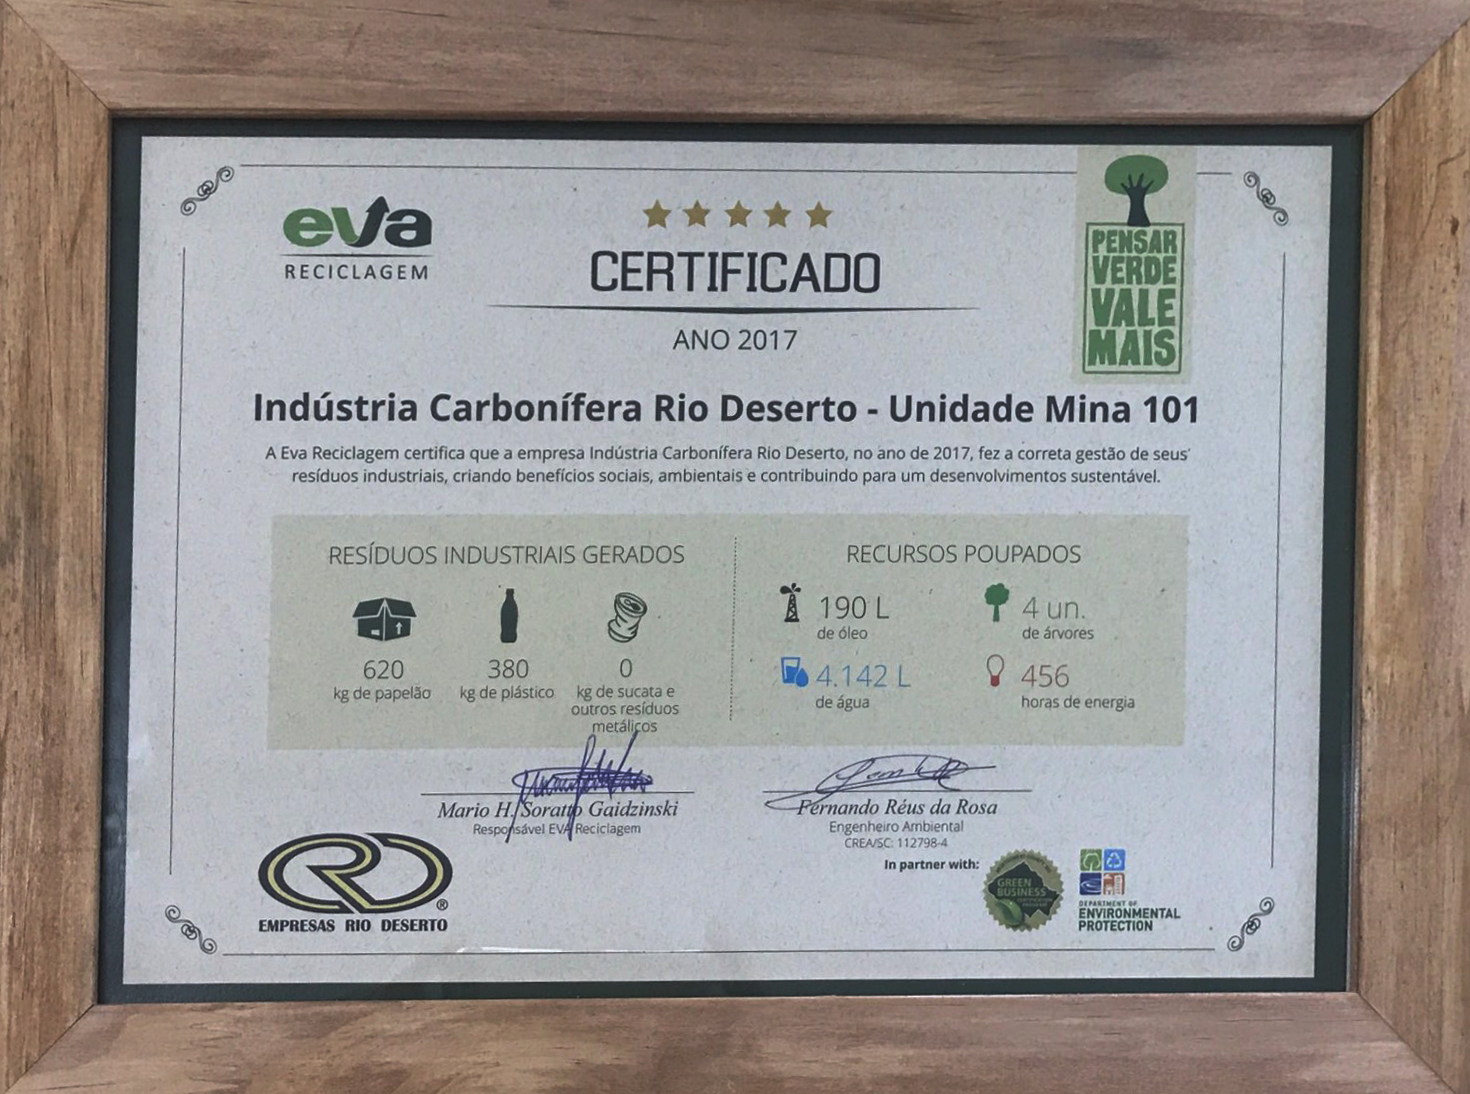 eva
RECICLAGEM
CERTIFICADO
ANO 2017
PENSAR
VERDE
VALE
MAIS
Indústria Carbonífera Rio Deserto - Unidade Mina 101
A Eva Reciclagem certifica que a empresa Indústria Carbonífera Rio Deserto, no ano de 2017, fez a correta gestão de seus
resíduos industriais, criando benefícios sociais, ambientais e contribuindo para um desenvolvimentos sustentável.
RESÍDUOS INDUSTRIAIS GERADOS
620
kg de papelão
380
kg de plástico
0
kg de sucata e
outros resíduos
metálicos
RECURSOS POUPADOS
190 L
de óleo
4 un.
de árvores
4.142 L
de água
456
horas de energia
Mario H. Soratto Gaidzinski
Responsável EVA Reciclagem
Fernando Réus da Rosa
Engenheiro Ambiental
CREA/SC: 112798-4
RD
®
EMPRESAS RIO DESERTO
In partner with:
GREEN
BUSINESS
DEPARTMENT OF
ENVIRONMENTAL
PROTECTION